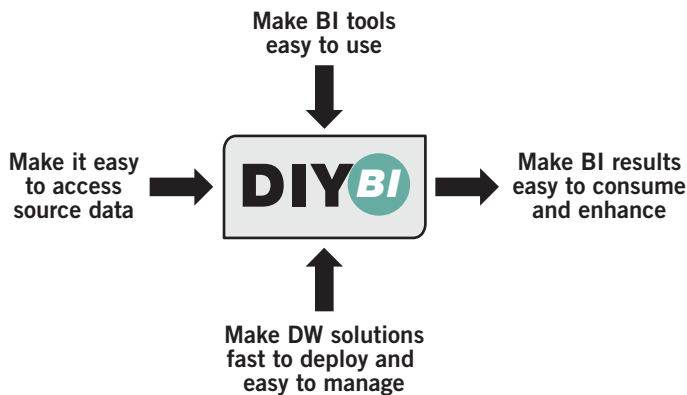 Make BI tools
easy to use
Make it easy
to access
source data
DIY BI
Make BI results
easy to consume
and enhance
Make DW solutions
fast to deploy and
easy to manage